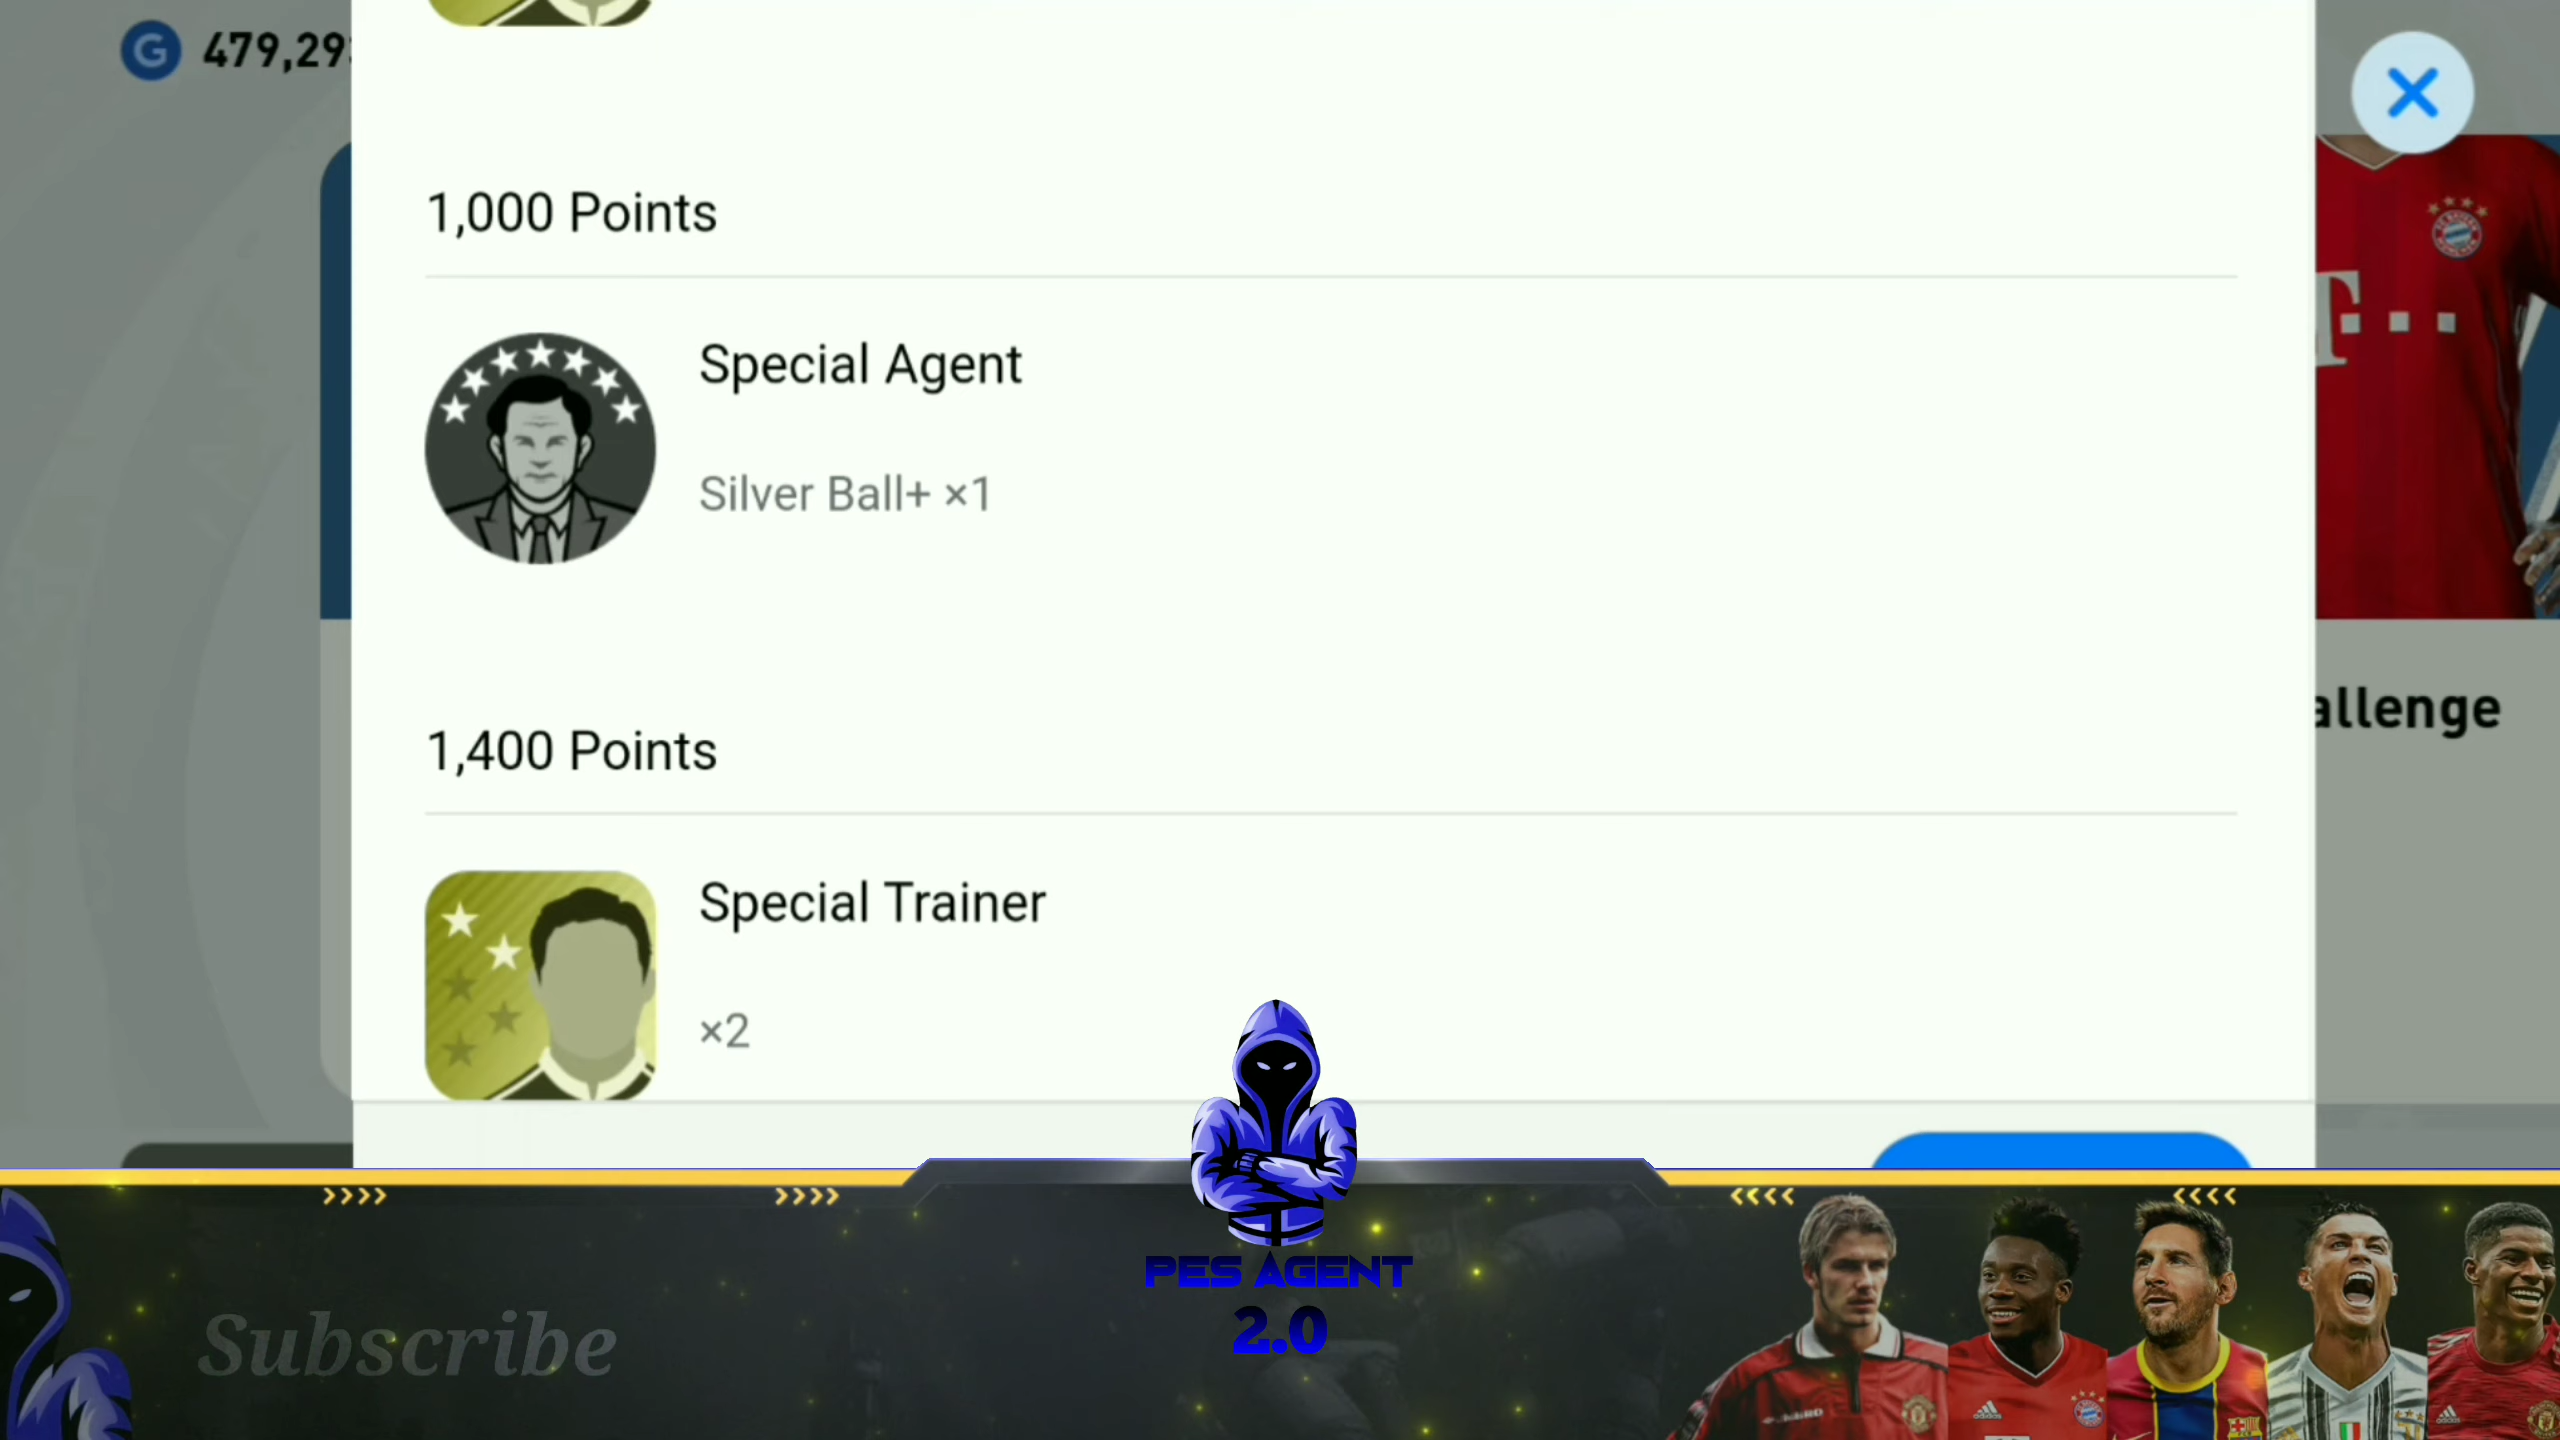 G 479,29
1,000 Points
Special Agent
Silver Ball+ ×1
T
allenge
1,400 Points
Special Trainer
×2
PES AGENT
2.0
Subscribe